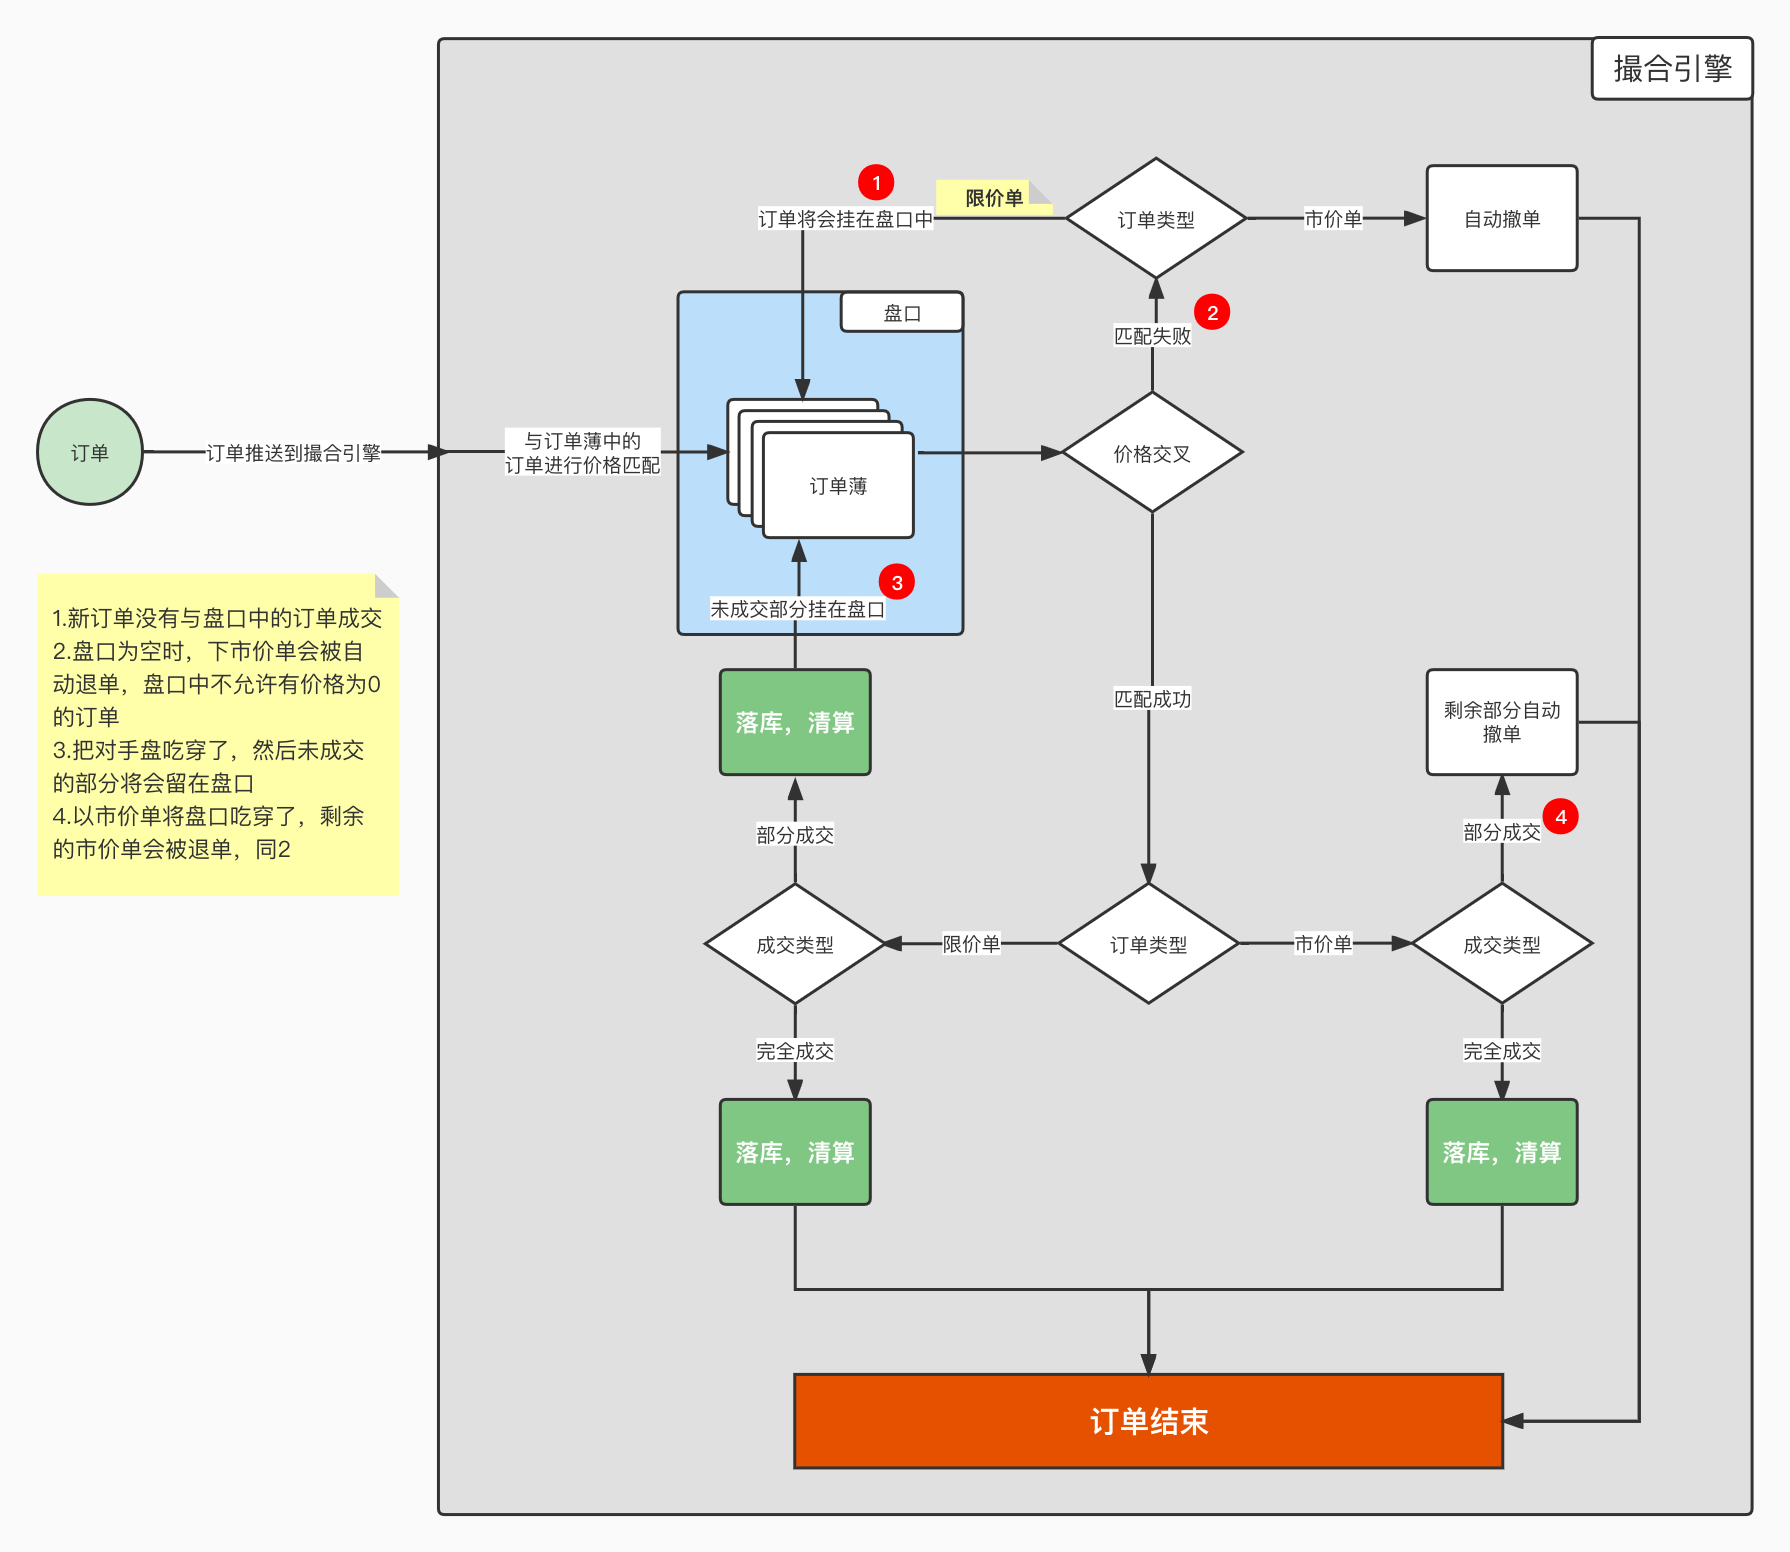 撮合引擎
1
限价单
订单将会挂在盘口中
订单类型
市价单
自动撤单
盘口
2
匹配失败
订单
订单推送到撮合引擎
与订单薄中的
订单进行价格匹配
订单薄
价格交叉
3
未成交部分挂在盘口
1.新订单没有与盘口中的订单成交
2.盘口为空时，下市价单会被自
动退单，盘口中不允许有价格为0
的订单
3.把对手盘吃穿了，然后未成交
的部分将会留在盘口
4.以市价单将盘口吃穿了，剩余
的市价单会被退单，同2
匹配成功
落库，清算
剩余部分自动
撤单
部分成交
部分成交
4
成交类型
限价单
订单类型
市价单
成交类型
完全成交
完全成交
落库，清算
落库，清算
订单结束